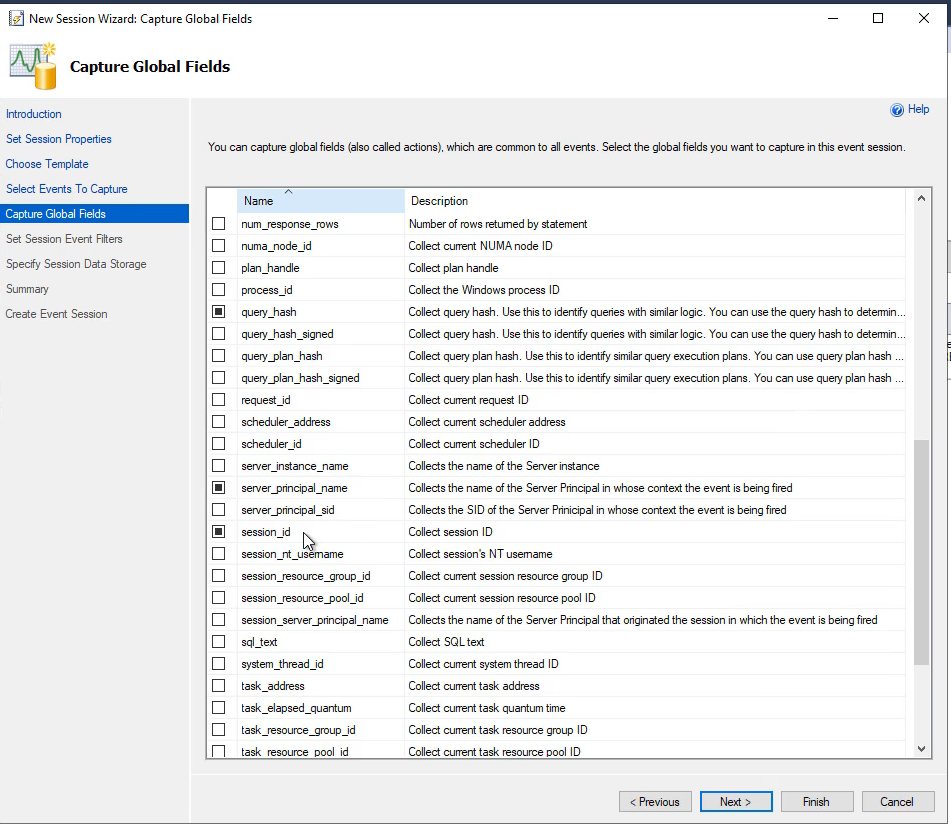 New Session Wizard: Capture Global Fields
Capture Global Fields
Introduction
Set Session Properties
Choose Template
Select Events To Capture
Capture Global Fields
Set Session Event Filters
Specify Session Data Storage
Summary
Create Event Session
Help
You can capture global fields (also called actions), which are common to all events. Select the global fields you want to capture in this event session.
Name Description
num_response_rows Number of rows returned by statement
numa_node_id Collect current NUMA node ID
plan_handle Collect plan handle
process_id Collect the Windows process ID
query_hash Collect query hash. Use this to identify queries with similar logic. You can use the query hash to determin...
query_hash_signed Collect query hash. Use this to identify queries with similar logic. You can use the query hash to determin...
query_plan_hash Collect query plan hash. Use this to identify similar query execution plans. You can use query plan hash ...
query_plan_hash_signed Collect query plan hash. Use this to identify similar query execution plans. You can use query plan hash ...
request_id Collect current request ID
scheduler_address Collect current scheduler address
scheduler_id Collect current scheduler ID
server_instance_name Collects the name of the Server instance
server_principal_name Collects the name of the Server Principal in whose context the event is being fired
server_principal_sid Collects the SID of the Server Prinicipal in whose context the event is being fired
session_id Collect session ID
session_nt_username Collect session's NT username
session_resource_group_id Collect current session resource group ID
session_resource_pool_id Collect current session resource pool ID
session_server_principal_name Collects the name of the Server Principal that originated the session in which the event is being fired
sql_text Collect SQL text
system_thread_id Collect current system thread ID
task_address Collect current task address
task_elapsed_quantum Collect current task quantum time
task_resource_group_id Collect current task resource group ID
task_resource_pool_id Collect current task resource pool ID
< Previous Next > Finish Cancel